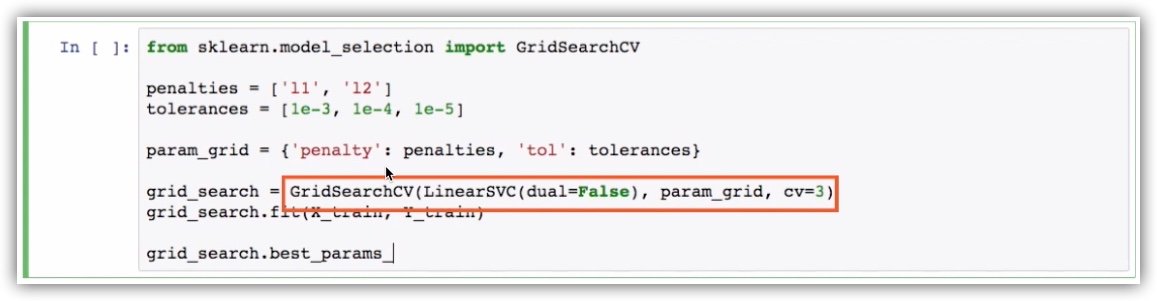 In [ ]: from sklearn.model_selection import GridSearchCV
penalties = ['l1', 'l2']
tolerances = [1e-3, 1e-4, 1e-5]
param_grid = {'penalty': penalties, 'tol': tolerances}
grid_search = GridSearchCV(LinearSVC(dual=False), param_grid, cv=3)
grid_search.fit(X_train, Y_train)
grid_search.best_params_